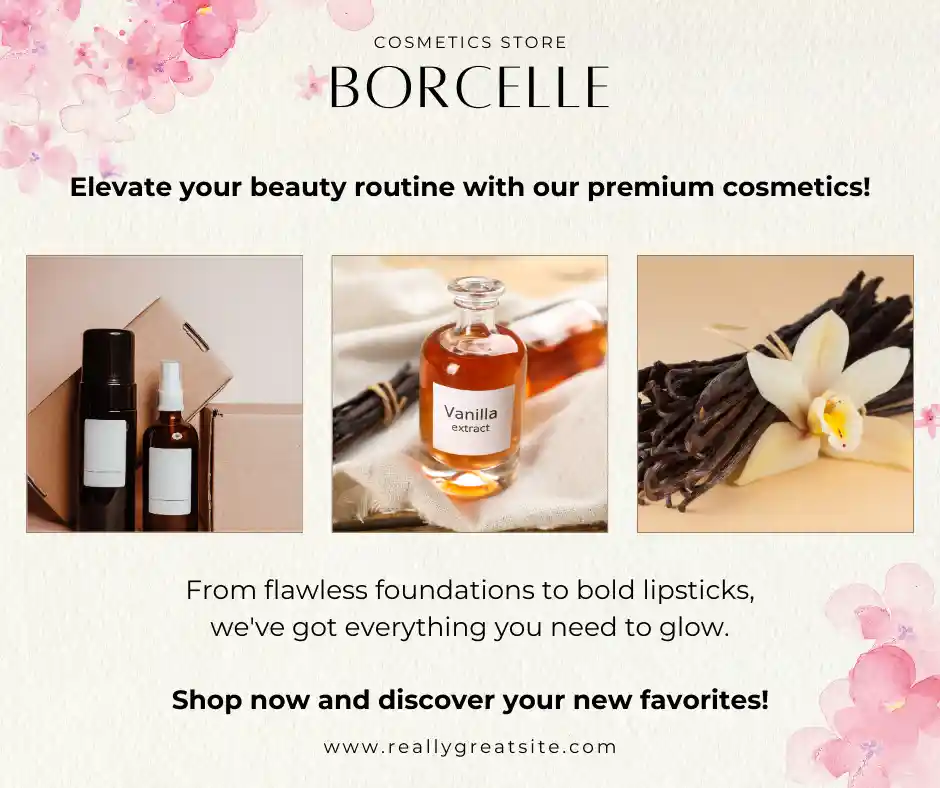 COSMETICS STORE
BORCELLE
Elevate your beauty routine with our premium cosmetics!
Vanilla
extract
From flawless foundations to bold lipsticks,
we've got everything you need to glow.
Shop now and discover your new favorites!
www.reallygreatsite.com